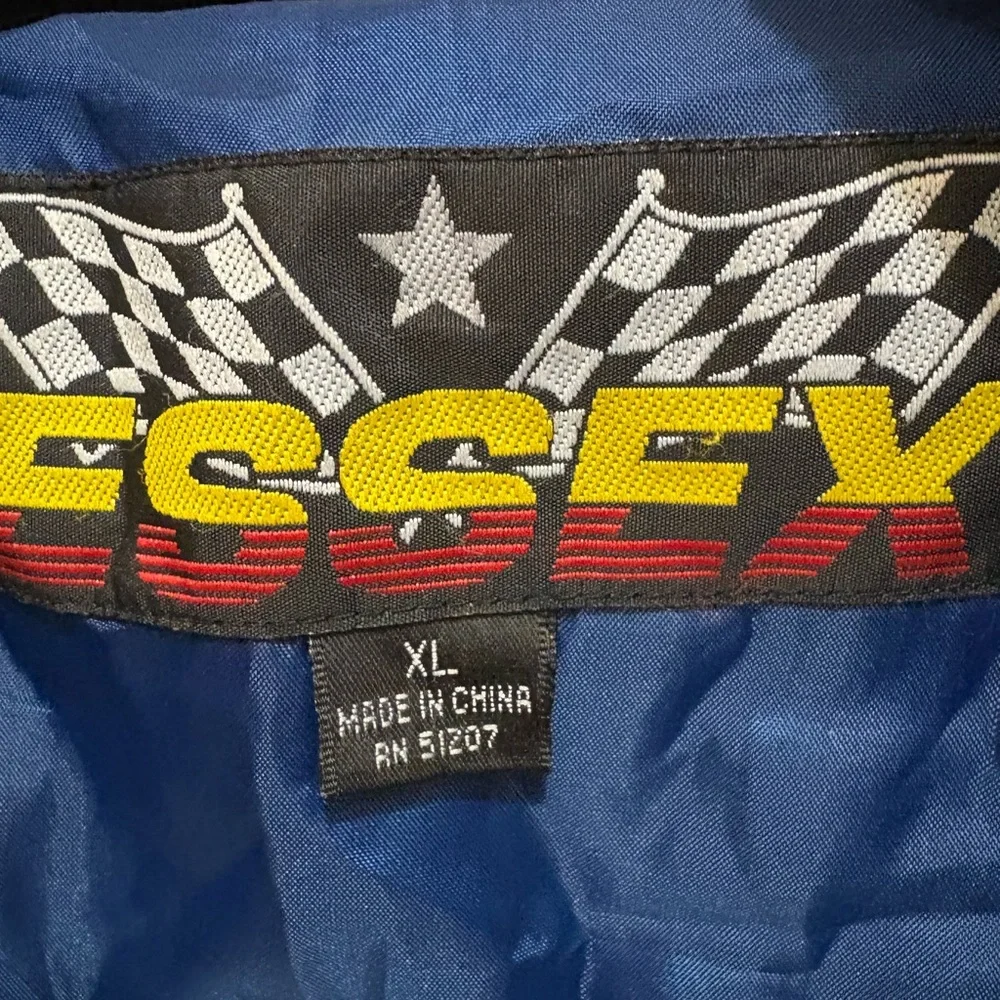 ESSEX
XL
MADE IN CHINA
RN 51207